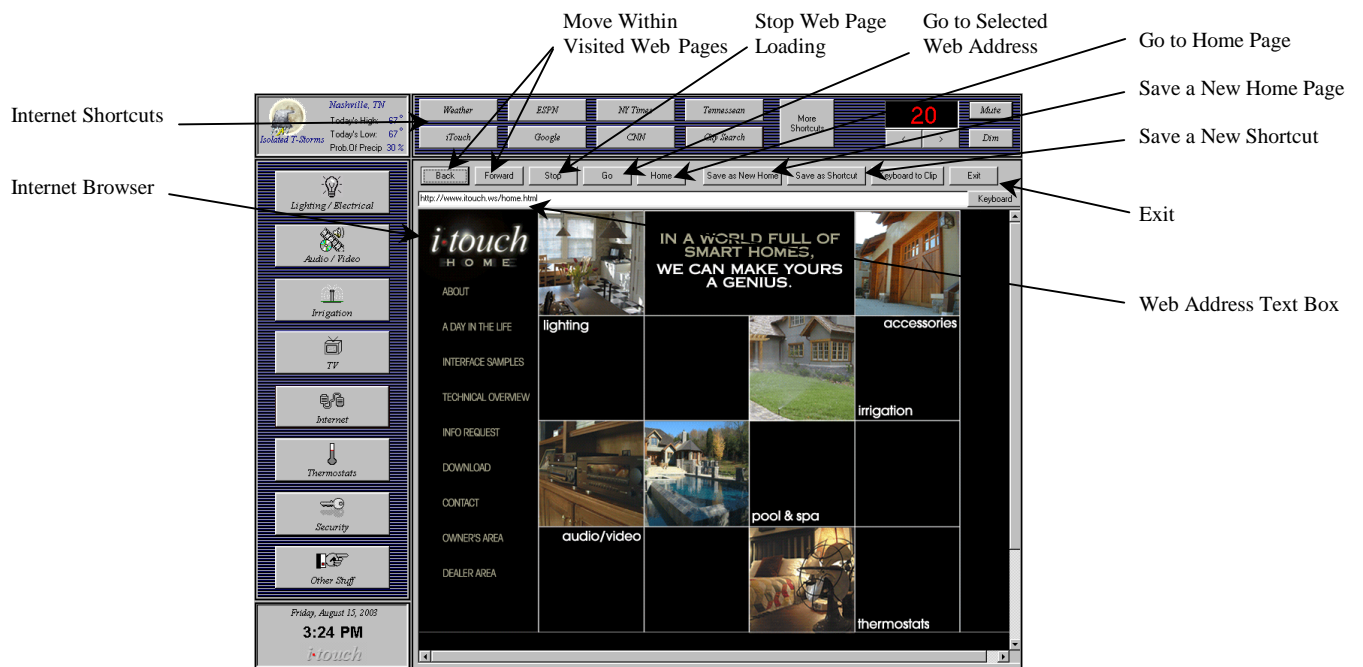 Move Within
Visited Web Pages
Stop Web Page
Loading
Go to Selected
Web Address
Go to Home Page
Save a New Home Page
Save a New Shortcut
Exit
Web Address Text Box
Internet Shortcuts
Internet Browser
Nashville, TN
Today's High: 67°
Today's Low: 67°
Prob.Of Precip 30 %
Isolated T-Storms
Weather ESPN NY Times Tennessean
iTouch Google CNN City Search
More
Shortcuts
20
< >
Mute
Dim
Back Forward Stop Go Home Save as New Home Save as Shortcut Keyboard to Clip Exit
http://www.itouch.ws/home.html Keyboard
Lighting / Electrical
Audio / Video
Irrigation
TV
Internet
Thermostats
Security
Other Stuff
Friday, August 15, 2003
3:24 PM
i·touch
i·touch
HOME
ABOUT
A DAY IN THE LIFE
INTERFACE SAMPLES
TECHNICAL OVERVIEW
INFO REQUEST
DOWNLOAD
CONTACT
OWNER'S AREA
DEALER AREA
IN A WORLD FULL OF
SMART HOMES,
WE CAN MAKE YOURS
A GENIUS.
lighting
accessories
irrigation
pool & spa
audio/video
thermostats